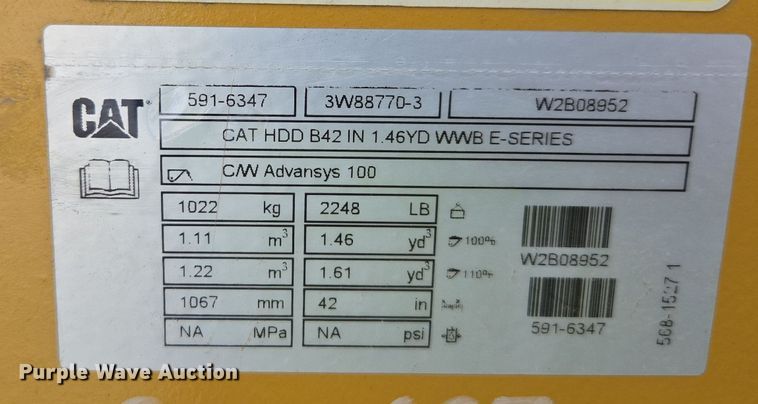 CAT
591-6347 3W88770-3 W2B08952
CAT HDD B42 IN 1.46YD WWB E-SERIES
C/W Advansys 100
1022 kg 2248 LB
1.11 m³ 1.46 yd³ 100%
1.22 m³ 1.61 yd³ 110%
1067 mm 42 in
NA MPa NA psi
W2B08952
591-6347
568-1527 1
Purple Wave Auction